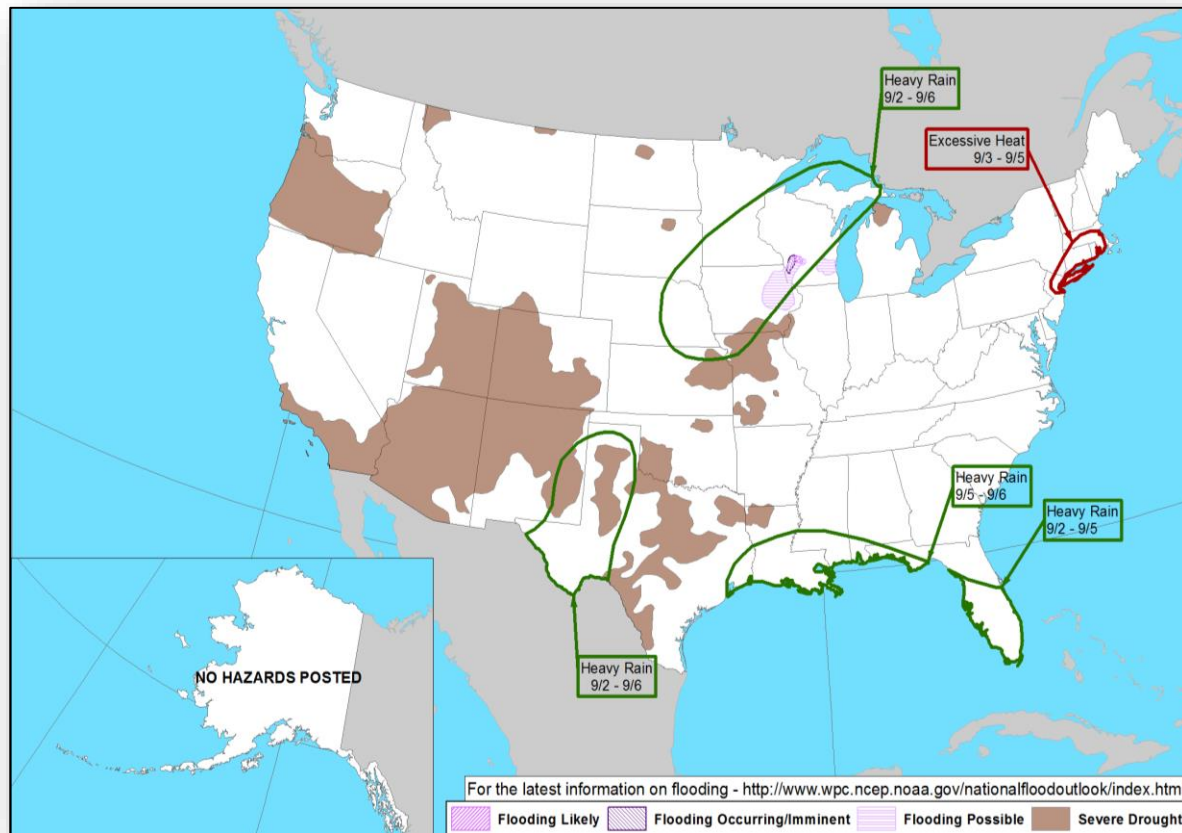 Heavy Rain
9/2 - 9/6
Excessive Heat
9/3 - 9/5
Heavy Rain
9/5 - 9/6
Heavy Rain
9/2 - 9/5
Heavy Rain
9/2 - 9/6
NO HAZARDS POSTED
For the latest information on flooding - http://www.wpc.ncep.noaa.gov/nationalfloodoutlook/index.htm
Flooding Likely
Flooding Occurring/Imminent
Flooding Possible
Severe Drought